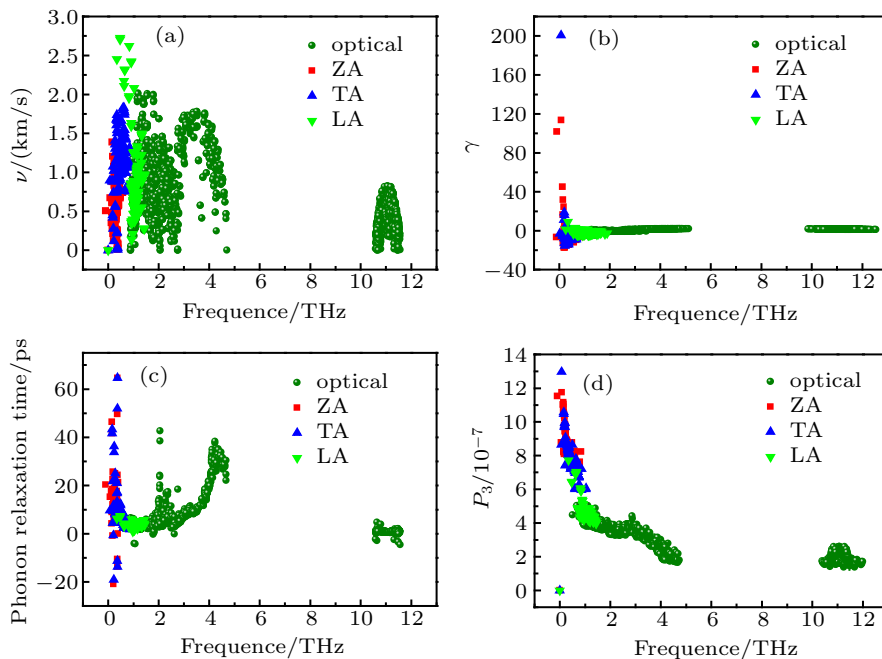 3.0
2.5
2.0
1.5
1.0
0.5
0
ν/(km/s)
(a)
optical
ZA
TA
LA
0 2 4 6 8 10 12
Frequence/THz
200
160
120
80
40
0
−40
γ
(b)
optical
ZA
TA
LA
0 2 4 6 8 10 12
Frequence/THz
60
40
20
0
−20
Phonon relaxation time/ps
(c)
optical
ZA
TA
LA
0 2 4 6 8 10 12
Frequence/THz
14
12
10
8
6
4
2
0
P3/10−7
(d)
optical
ZA
TA
LA
0 2 4 6 8 10 12
Frequence/THz